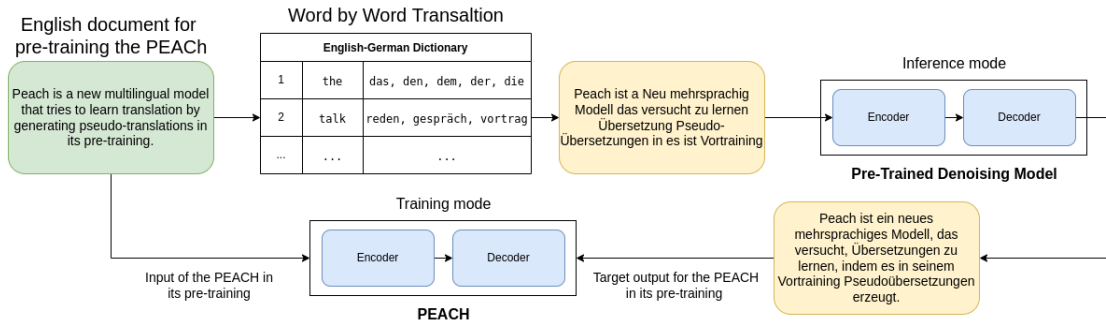 English document for
pre-training the PEACh
Peach is a new multilingual model
that tries to learn translation by
generating pseudo-translations in
its pre-training.
Word by Word Transaltion
English-German Dictionary
1 the das, den, dem, der, die
2 talk reden, gespräch, vortrag
... ... ...
Peach ist a Neu mehrsprachig
Modell das versucht zu lernen
Übersetzung Pseudo-
Übersetzungen in es ist Vortraining
Inference mode
Encoder Decoder
Pre-Trained Denoising Model
Training mode
Encoder Decoder
PEACH
Input of the PEACH in
its pre-training
Target output for the PEACH
in its pre-training
Peach ist ein neues
mehrsprachiges Modell, das
versucht, Übersetzungen zu
lernen, indem es in seinem
Vortraining Pseudoübersetzungen
erzeugt.